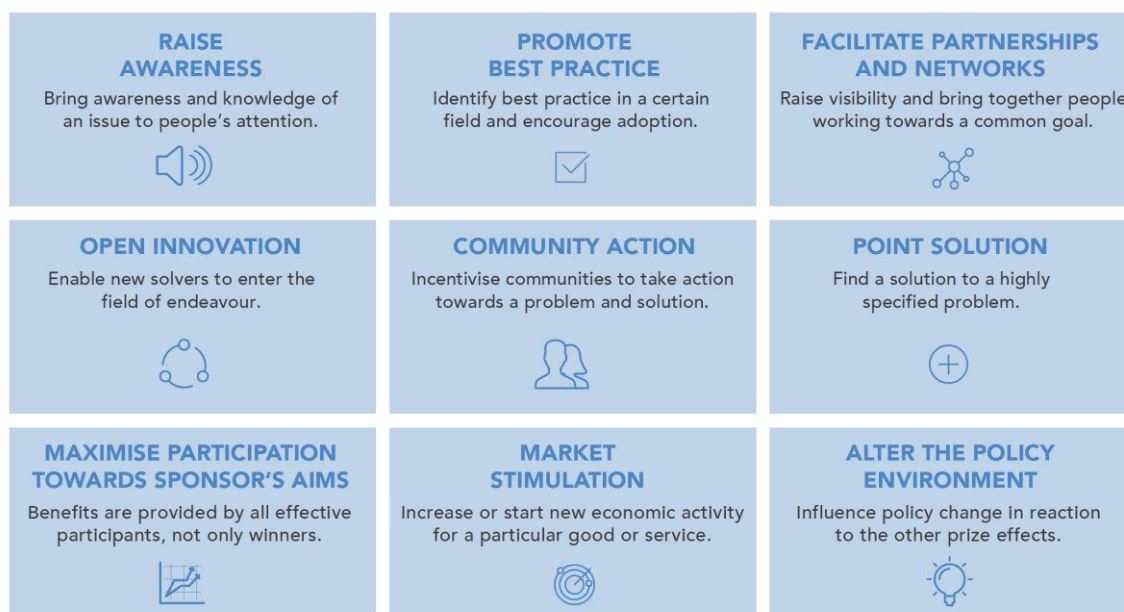 RAISE
AWARENESS
Bring awareness and knowledge of
an issue to people's attention.
PROMOTE
BEST PRACTICE
Identify best practice in a certain
field and encourage adoption.
FACILITATE PARTNERSHIPS
AND NETWORKS
Raise visibility and bring together people
working towards a common goal.
OPEN INNOVATION
Enable new solvers to enter the
field of endeavour.
COMMUNITY ACTION
Incentivise communities to take action
towards a problem and solution.
POINT SOLUTION
Find a solution to a highly
specified problem.
MAXIMISE PARTICIPATION
TOWARDS SPONSOR'S AIMS
Benefits are provided by all effective
participants, not only winners.
MARKET
STIMULATION
Increase or start new economic activity
for a particular good or service.
ALTER THE POLICY
ENVIRONMENT
Influence policy change in reaction
to the other prize effects.